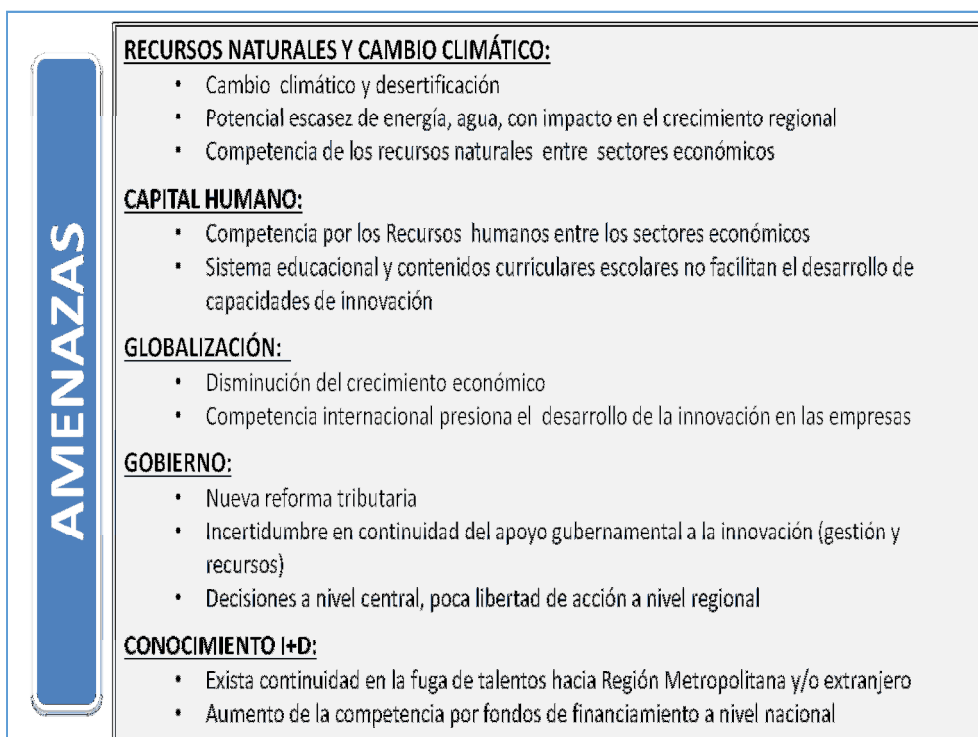 AMENAZAS
RECURSOS NATURALES Y CAMBIO CLIMÁTICO:
• Cambio climático y desertificación
• Potencial escasez de energía, agua, con impacto en el crecimiento regional
• Competencia de los recursos naturales entre sectores económicos
CAPITAL HUMANO:
• Competencia por los Recursos humanos entre los sectores económicos
• Sistema educacional y contenidos curriculares escolares no facilitan el desarrollo de
capacidades de innovación
GLOBALIZACIÓN:
• Disminución del crecimiento económico
• Competencia internacional presiona el desarrollo de la innovación en las empresas
GOBIERNO:
• Nueva reforma tributaria
• Incertidumbre en continuidad del apoyo gubernamental a la innovación (gestión y
recursos)
• Decisiones a nivel central, poca libertad de acción a nivel regional
CONOCIMIENTO I+D:
• Exista continuidad en la fuga de talentos hacia Región Metropolitana y/o extranjero
• Aumento de la competencia por fondos de financiamiento a nivel nacional